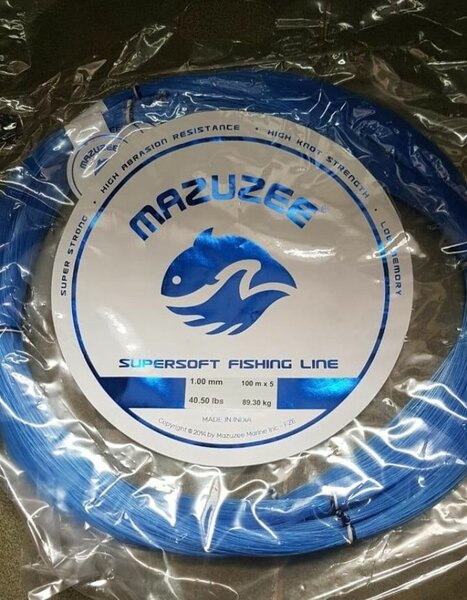 MAZUZEE
SUPER STRONG • HIGH ABRASION RESISTANCE • HIGH KNOT STRENGTH • LOW MEMORY
MAZUZEE®
SUPERSOFT FISHING LINE
1.00 mm 100 m x 5
40.50 lbs 89.30 kg
MADE IN INDIA
Copyright © 2014 by Mazuzee Marine Inc., - FZE